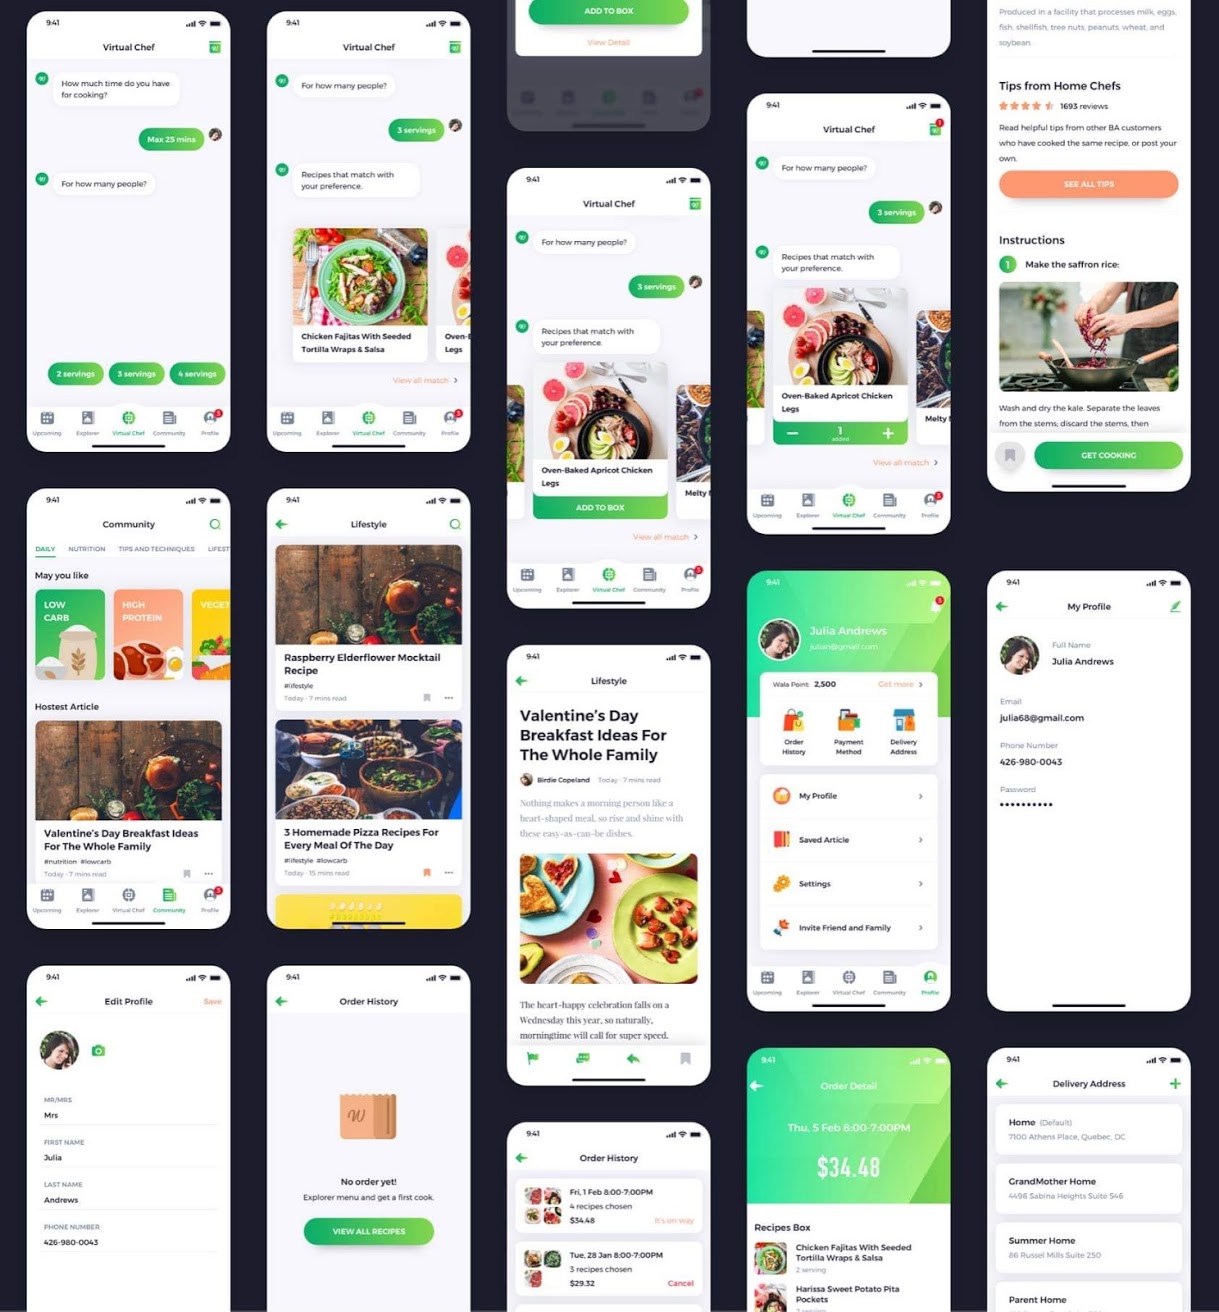 9:41
Virtual Chef
How much time do you have
for cooking?
Max 25 mins
For how many people?
2 servings
3 servings
4 servings
Upcoming
Explorer
Virtual Chef
Community
3
Profile
9:41
Community
DAILY
NUTRITION
TIPS AND TECHNIQUES
LIFEST
May you like
LOW
CARB
HIGH
PROTEIN
VEGET
Hostest Article
Valentine's Day Breakfast Ideas
For The Whole Family
#nutrition #lowcarb
Today · 7 mins read
Upcoming
Explorer
Virtual Chef
Community
3
Profile
9:41
Edit Profile
Save
MR/MRS
Mrs
FIRST NAME
Julia
LAST NAME
Andrews
PHONE NUMBER
426-980-0043
9:41
Virtual Chef
For how many people?
3 servings
Recipes that match with
your preference.
Chicken Fajitas With Seeded
Tortilla Wraps & Salsa
Oven-B
Legs
View all match
Upcoming
Explorer
Virtual Chef
Community
3
Profile
9:41
Lifestyle
Raspberry Elderflower Mocktail
Recipe
#lifestyle
Today · 7 mins read
3 Homemade Pizza Recipes For
Every Meal Of The Day
#lifestyle #lowcarb
Today · 15 mins read
9:41
Order History
W
No order yet!
Explorer menu and get a first cook.
VIEW ALL RECIPES
ADD TO BOX
View Detail
9:41
Virtual Chef
For how many people?
3 servings
Recipes that match with
your preference.
Oven-Baked Apricot Chicken
Legs
ADD TO BOX
Melty
View all match
Upcoming
Explorer
Virtual Chef
Community
3
Profile
9:41
Lifestyle
Valentine's Day
Breakfast Ideas For
The Whole Family
Birdie Copeland
Today · 7 mins read
Nothing makes a morning person like a
heart-shaped meal, so rise and shine with
these easy-as-can-be dishes.
The heart-happy celebration falls on a
Wednesday this year, so naturally,
morningtime will call for super speed.
9:41
Order History
Fri, 1 Feb 8:00-7:00PM
4 recipes chosen
$34.48
It's on way
Tue, 28 Jan 8:00-7:00PM
3 recipes chosen
$29.32
Cancel
9:41
Virtual Chef
1
For how many people?
3 servings
Recipes that match with
your preference.
Oven-Baked Apricot Chicken
Legs
1
added
Melty
View all match
Upcoming
Explorer
Virtual Chef
Community
3
Profile
9:41
3
Julia Andrews
julian@gmail.com
Wala Point: 2,500
Get more
Order
History
Payment
Method
Delivery
Address
My Profile
Saved Article
Settings
Invite Friend and Family
Upcoming
Explorer
Virtual Chef
Community
Profile
9:41
Order Detail
Thu, 5 Feb 8:00-7:00PM
$34.48
Recipes Box
Chicken Fajitas With Seeded
Tortilla Wraps & Salsa
2 serving
Harissa Sweet Potato Pita
Pockets
Produced in a facility that processes milk, eggs,
fish, shellfish, tree nuts, peanuts, wheat, and
soybean.
Tips from Home Chefs
1693 reviews
Read helpful tips from other BA customers
who have cooked the same recipe, or post your
own.
SEE ALL TIPS
Instructions
1 Make the saffron rice:
Wash and dry the kale. Separate the leaves
from the stems; discard the stems, then
GET COOKING
9:41
My Profile
Full Name
Julia Andrews
Email
julia68@gmail.com
Phone Number
426-980-0043
Password
9:41
Delivery Address
Home (Default)
7100 Athens Place, Quebec, DC
GrandMother Home
4496 Sabina Heights Suite 546
Summer Home
86 Russel Mills Suite 250
Parent Home